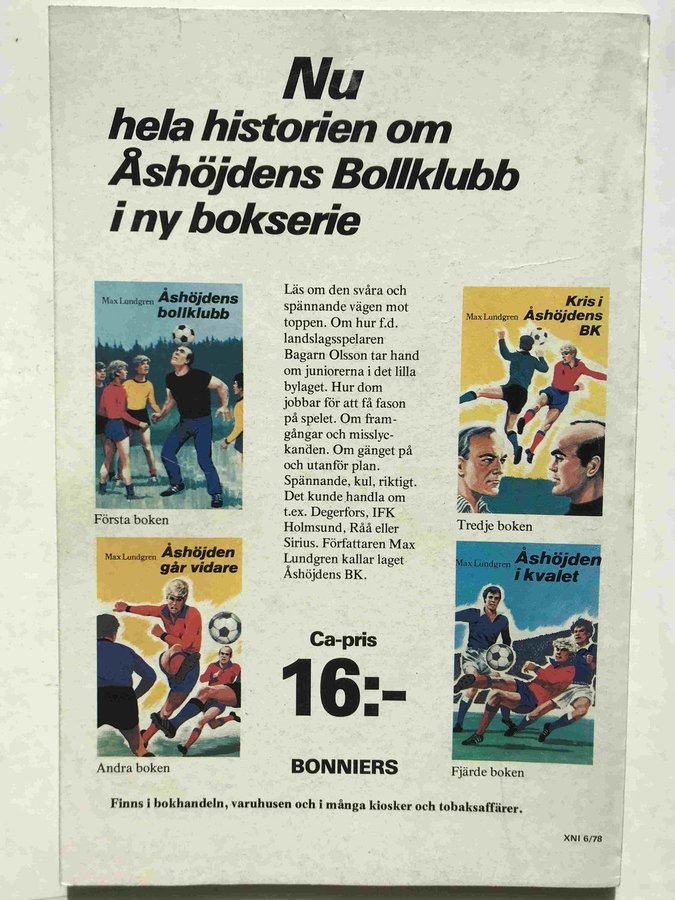 Nu
hela historien om
Åshöjdens Bollklubb
i ny bokserie
Max Lundgren Åshöjdens
bollklubb
Första boken
Max Lundgren Åshöjden
går vidare
Andra boken
Läs om den svåra och
spännande vägen mot
toppen. Om hur f.d.
landslagsspelaren
Bagarn Olsson tar hand
om juniorerna i det lilla
bylaget. Hur dom
jobbar för att få fason
på spelet. Om fram-
gångar och misslyc-
kanden. Om gänget på
och utanför plan.
Spännande, kul, riktigt.
Det kunde handla om
t.ex. Degerfors, IFK
Holmsund, Råå eller
Sirius. Författaren Max
Lundgren kallar laget
Åshöjdens BK.
Ca-pris
16:-
BONNIERS
Kris i
Max Lundgren Åshöjdens
BK
Tredje boken
Max Lundgren Åshöjden
i kvalet
Fjärde boken
Finns i bokhandeln, varuhusen och i många kiosker och tobaksaffärer.
XNI 6/78